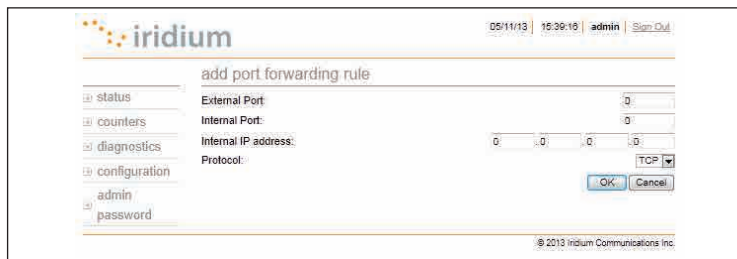 iridium
05/11/13 15:39:16 admin Sign Out
add port forwarding rule
status
counters
diagnostics
configuration
admin
password
External Port: 0
Internal Port: 0
Internal IP address: 0 .0 .0 .0
Protocol: TCP
OK Cancel
© 2013 Iridium Communications Inc.